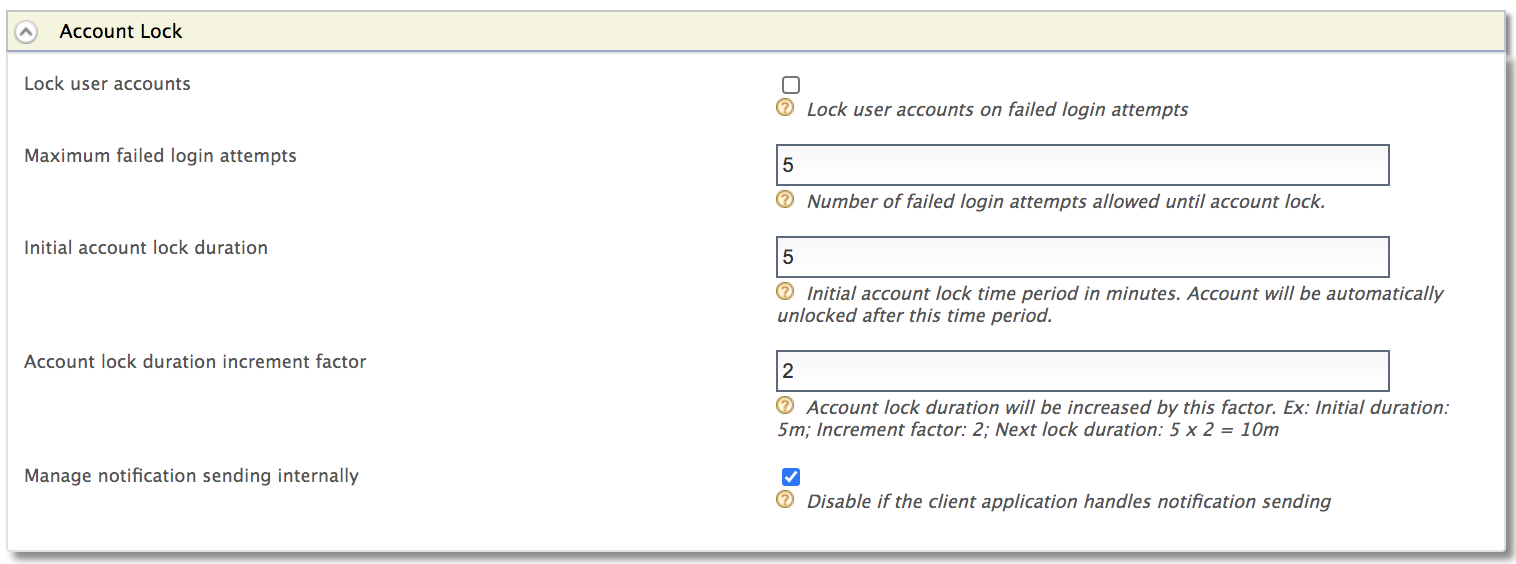 Account Lock
Lock user accounts
Lock user accounts on failed login attempts
Maximum failed login attempts
5
Number of failed login attempts allowed until account lock.
Initial account lock duration
5
Initial account lock time period in minutes. Account will be automatically
unlocked after this time period.
Account lock duration increment factor
2
Account lock duration will be increased by this factor. Ex: Initial duration:
5m; Increment factor: 2; Next lock duration: 5 x 2 = 10m
Manage notification sending internally
Disable if the client application handles notification sending